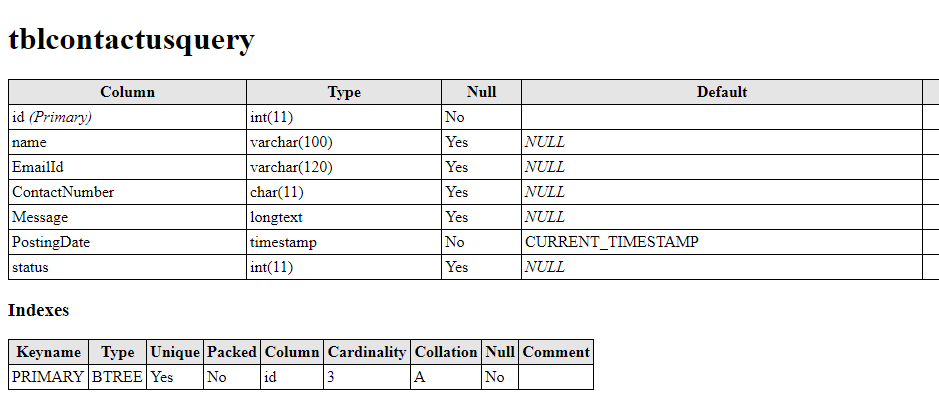 tblcontactusquery
Column Type Null Default
id (Primary) int(11) No
name varchar(100) Yes NULL
EmailId varchar(120) Yes NULL
ContactNumber char(11) Yes NULL
Message longtext Yes NULL
PostingDate timestamp No CURRENT_TIMESTAMP
status int(11) Yes NULL
Indexes
Keyname Type Unique Packed Column Cardinality Collation Null Comment
PRIMARY BTREE Yes No id 3 A No